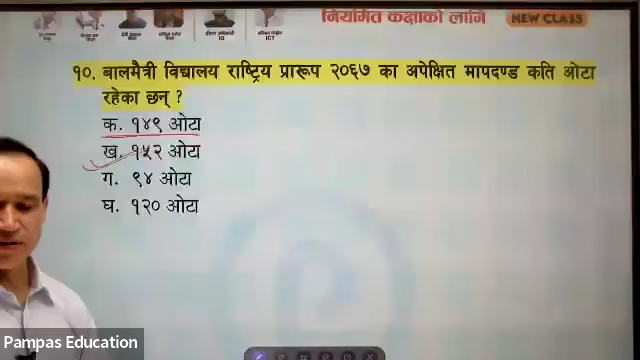 नियमित कक्षाको लागि NEW CLASS
१०. बालमैत्री विद्यालय राष्ट्रिय प्रारूप २०६७ का अपेक्षित मापदण्ड कति ओटा
रहेका छन् ?
क. १४९ ओटा
ख. १५२ ओटा
ग. ९४ ओटा
घ. १२० ओटा
Pampas Education